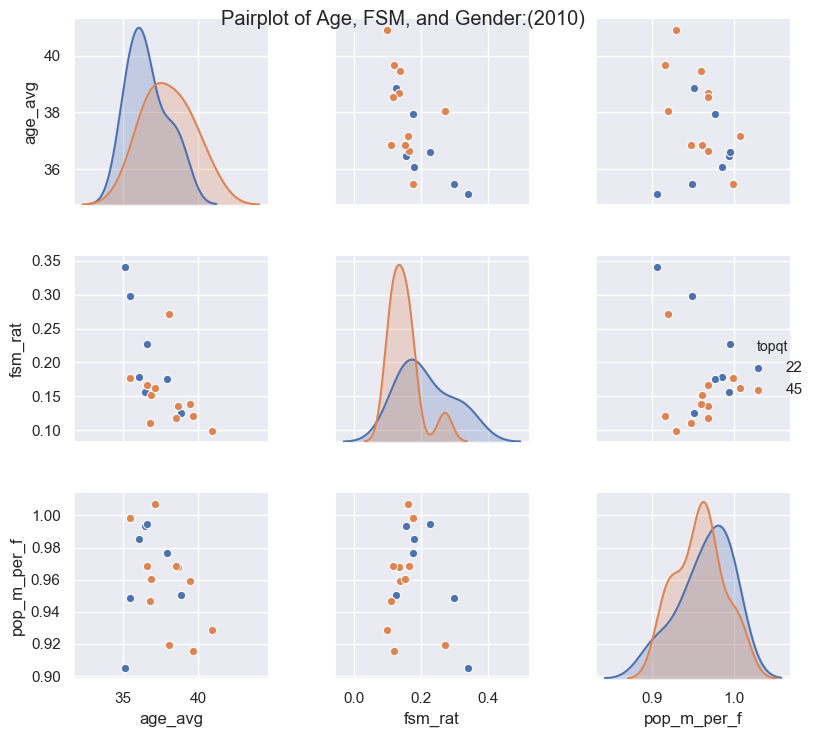 Pairplot of Age, FSM, and Gender:(2010)
40
38
36
age_avg
0.35
0.30
0.25
0.20
0.15
0.10
fsm_rat
topqt
22
45
1.00
0.98
0.96
0.94
0.92
0.90
pop_m_per_f
35 40
0.0 0.2 0.4
0.9 1.0
age_avg
fsm_rat
pop_m_per_f